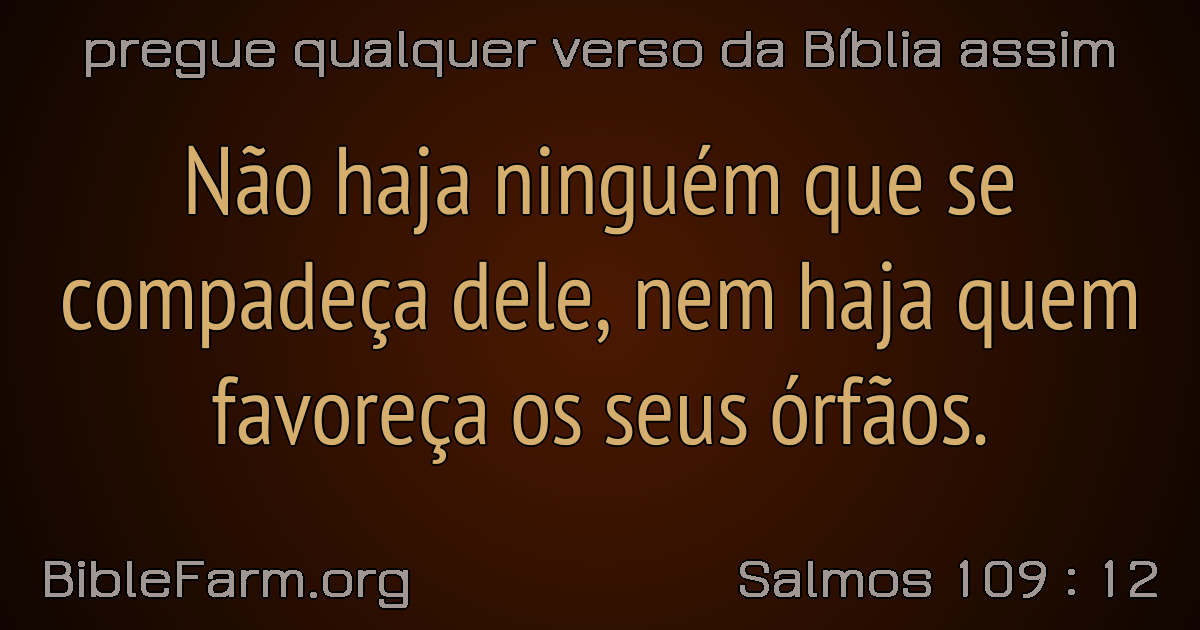 pregue qualquer verso da Bíblia assim
Não haja ninguém que se
compadeça dele, nem haja quem
favoreça os seus órfãos.
BibleFarm.org
Salmos 109 : 12